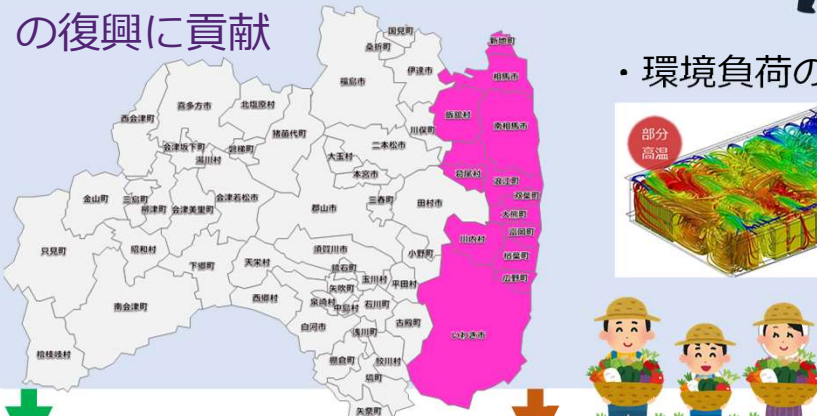 の復興に貢献
・環境負荷の
部分
高温
国見町
桑折町
新地町
伊達市
相馬市
福島市
飯舘村
南相馬市
喜多方市
北塩原村
西会津町
猪苗代町
川俣町
会津坂下町
磐梯町
湯川村
二本松市
大玉村
本宮市
葛尾村
浪江町
双葉町
金山町
三島町
柳津町
会津美里町
会津若松市
郡山市
三春町
田村市
大熊町
富岡町
川内村
只見町
昭和村
下郷町
天栄村
須賀川市
小野町
楢葉町
鏡石町
広野町
矢吹町
玉川村
平田村
南会津町
西郷村
泉崎村
中島村
石川町
白河市
浅川町
古殿町
いわき市
檜枝岐村
棚倉町
鮫川村
塙町
矢祭町